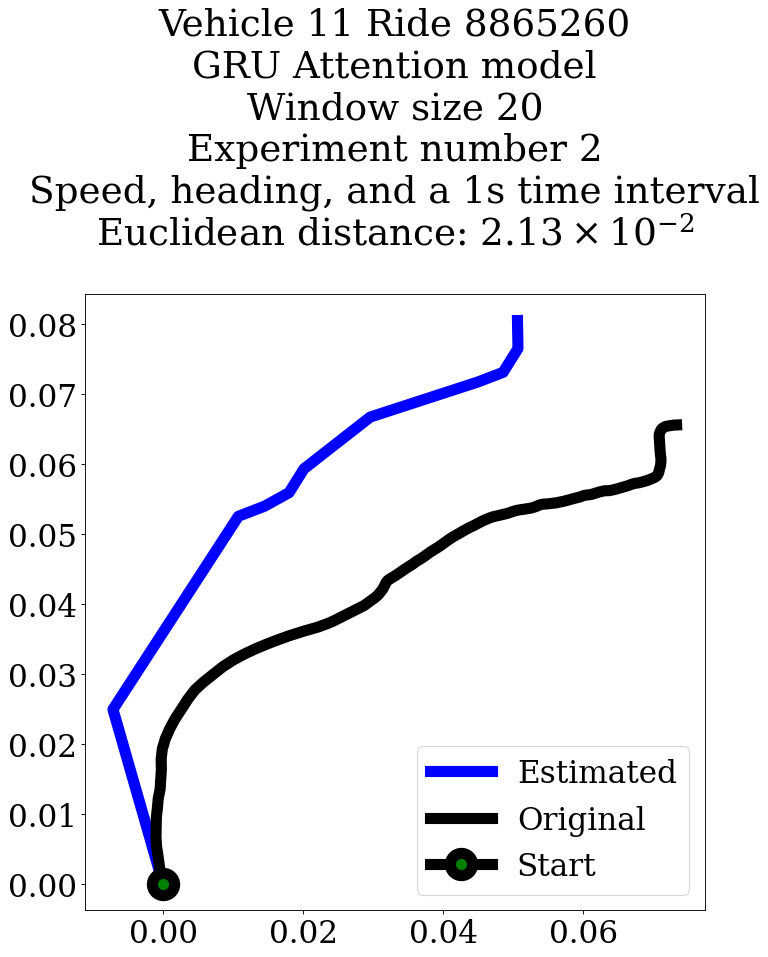 Vehicle 11 Ride 8865260
GRU Attention model
Window size 20
Experiment number 2
Speed, heading, and a 1s time interval
Euclidean distance: 2.13 × 10⁻²
0.08
0.07
0.06
0.05
0.04
0.03
0.02
0.01
0.00
Estimated
Original
Start
0.00 0.02 0.04 0.06